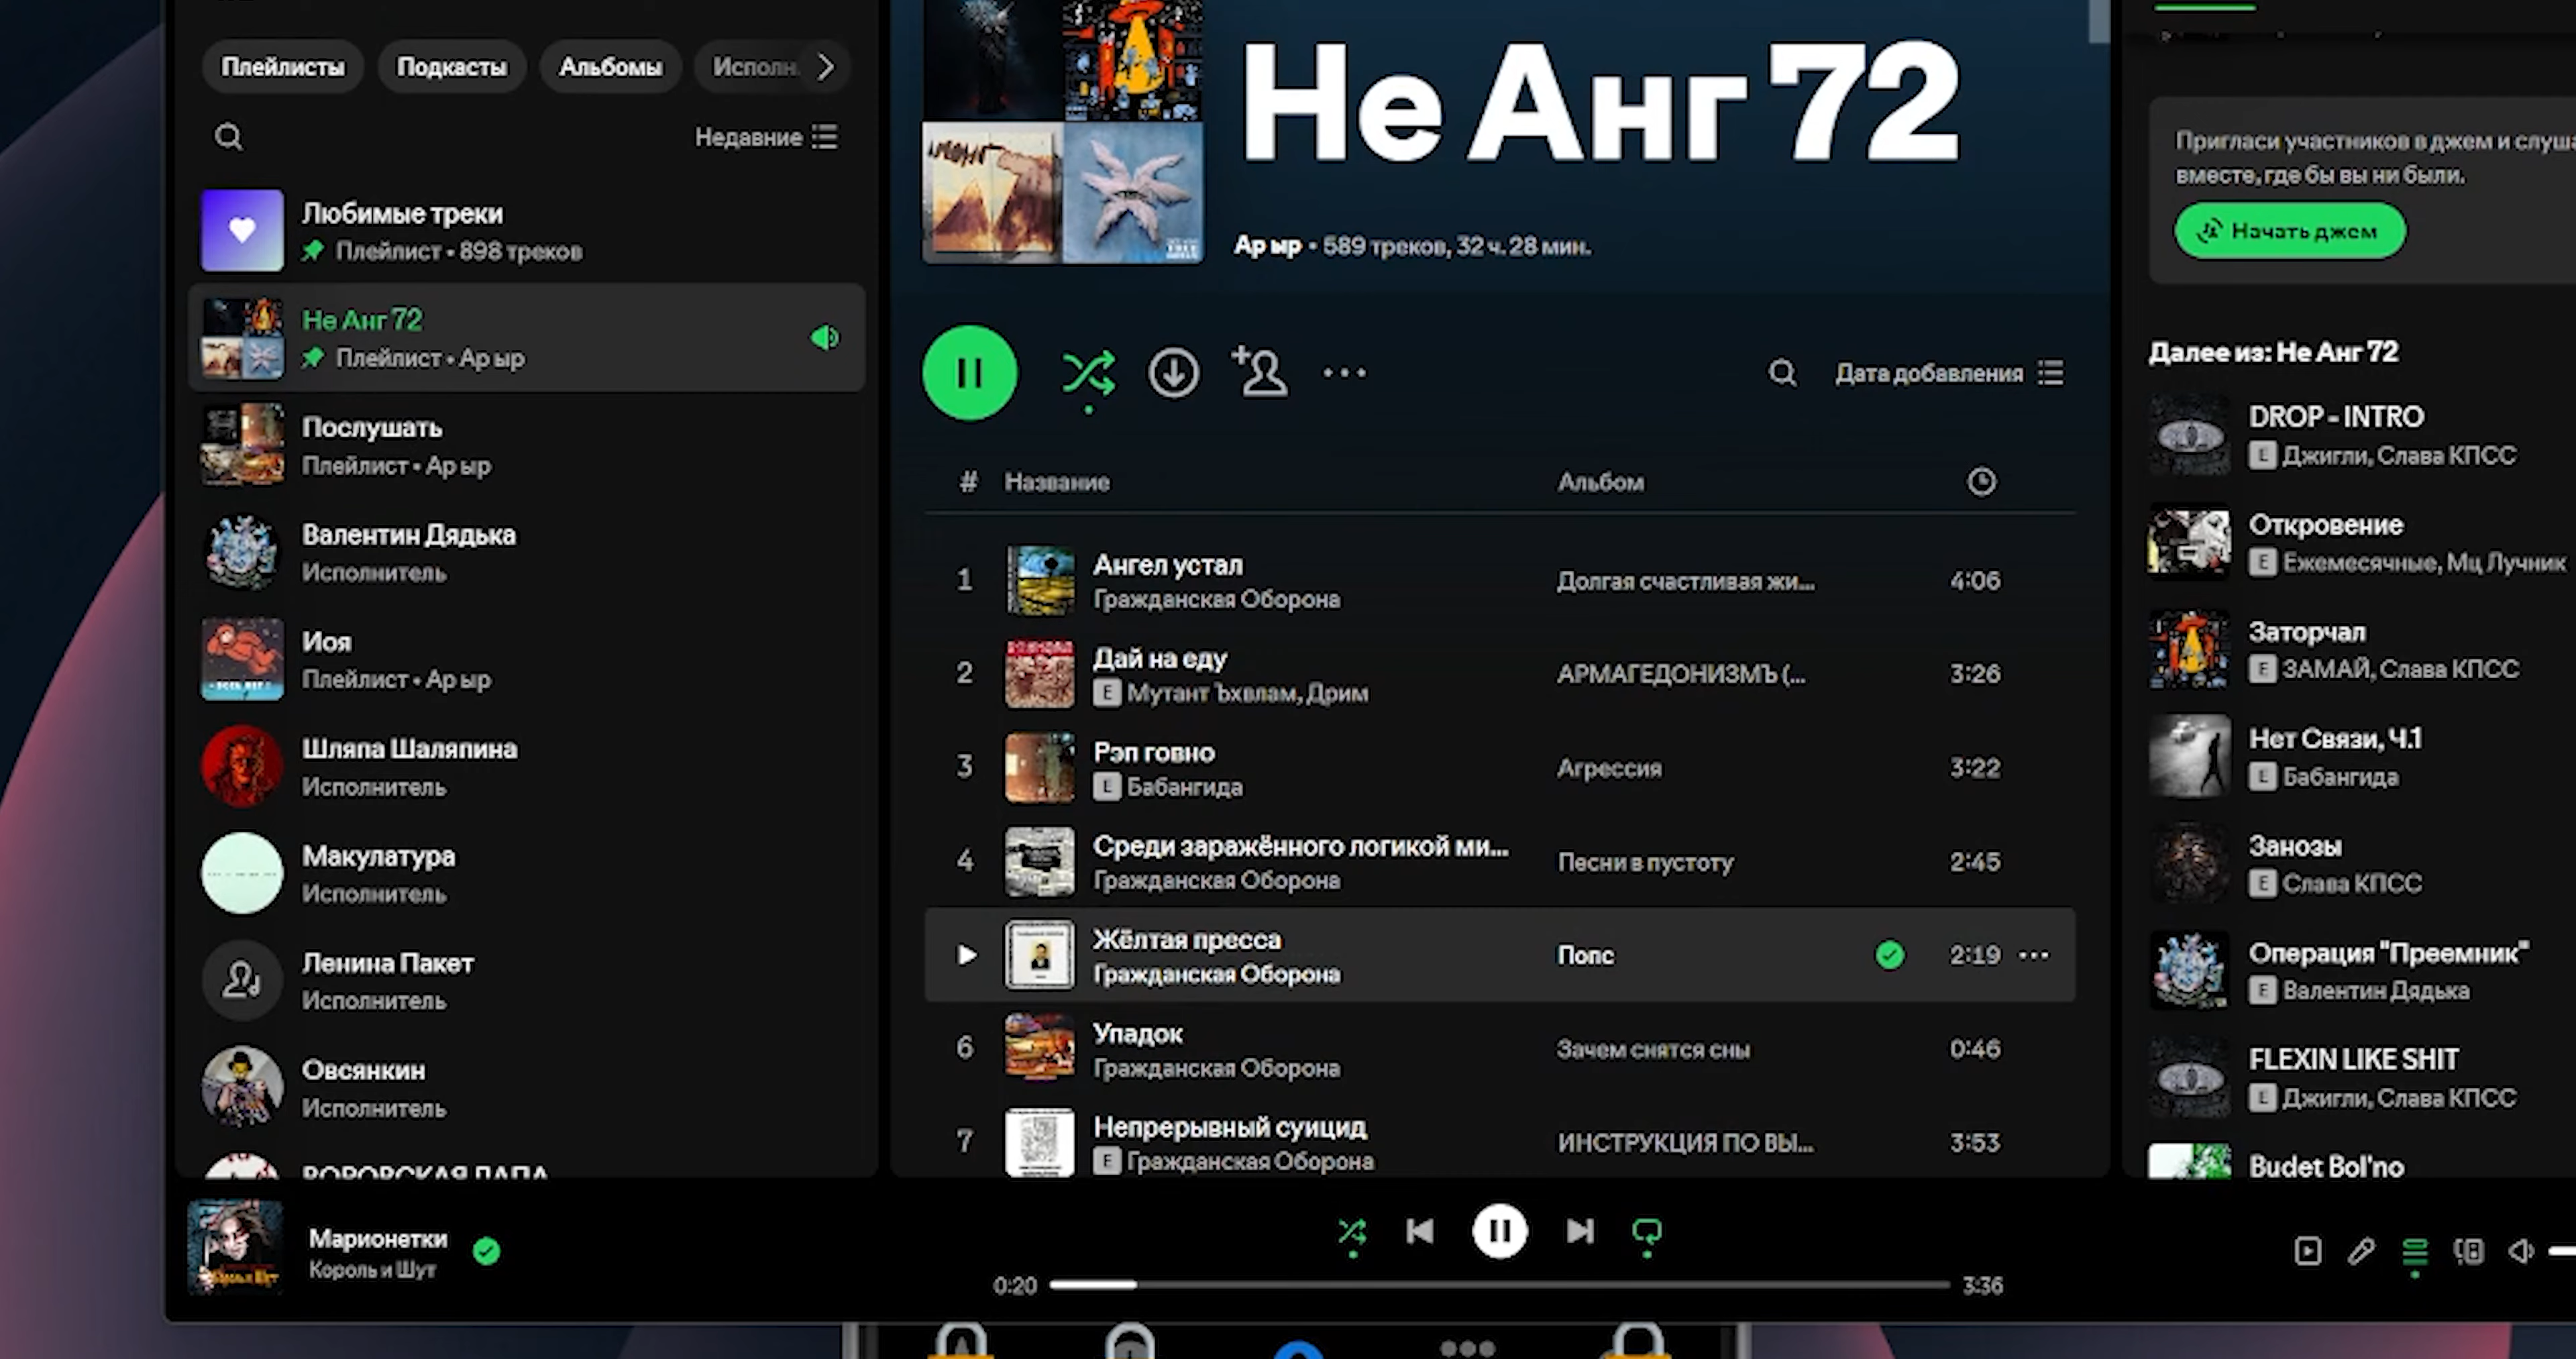 Плейлисты
Подкасты
Альбомы
Исполн.
Недавние
Любимые треки
Плейлист • 898 треков
Не Анг 72
Плейлист • Ар ыр
Послушать
Плейлист • Ар ыр
Валентин Дядька
Исполнитель
Иоя
Плейлист • Ар ыр
Шляпа Шаляпина
Исполнитель
Макулатура
Исполнитель
Ленина Пакет
Исполнитель
Овсянкин
Исполнитель
Не Анг 72
Ар ыр • 589 треков, 32 ч. 28 мин.
Дата добавления
# Название Альбом
1 Ангел устал Долгая счастливая жи... 4:06
Гражданская Оборона
2 Дай на еду АРМАГЕДОНИЗМЪ (... 3:26
E Мутант Ъхвлам, Дрим
3 Рэп говно Агрессия 3:22
E Бабангида
4 Среди заражённого логикой ми... Песни в пустоту 2:45
Гражданская Оборона
Жёлтая пресса Попс 2:19
Гражданская Оборона
6 Упадок Зачем снятся сны 0:46
Гражданская Оборона
7 Непрерывный суицид ИНСТРУКЦИЯ ПО ВЫ... 3:53
E Гражданская Оборона
Пригласи участников в джем и слуша
вместе, где бы вы ни были.
Начать джем
Далее из: Не Анг 72
DROP - INTRO
E Джигли, Слава КПСС
Откровение
E Ежемесячные, Мц Лучник
Заторчал
E ЗАМАЙ, Слава КПСС
Нет Связи, Ч.1
E Бабангида
Занозы
E Слава КПСС
Операция "Преемник"
E Валентин Дядька
FLEXIN LIKE SHIT
E Джигли, Слава КПСС
Budet Bol'no
Марионетки
Король и Шут
0:20
3:36